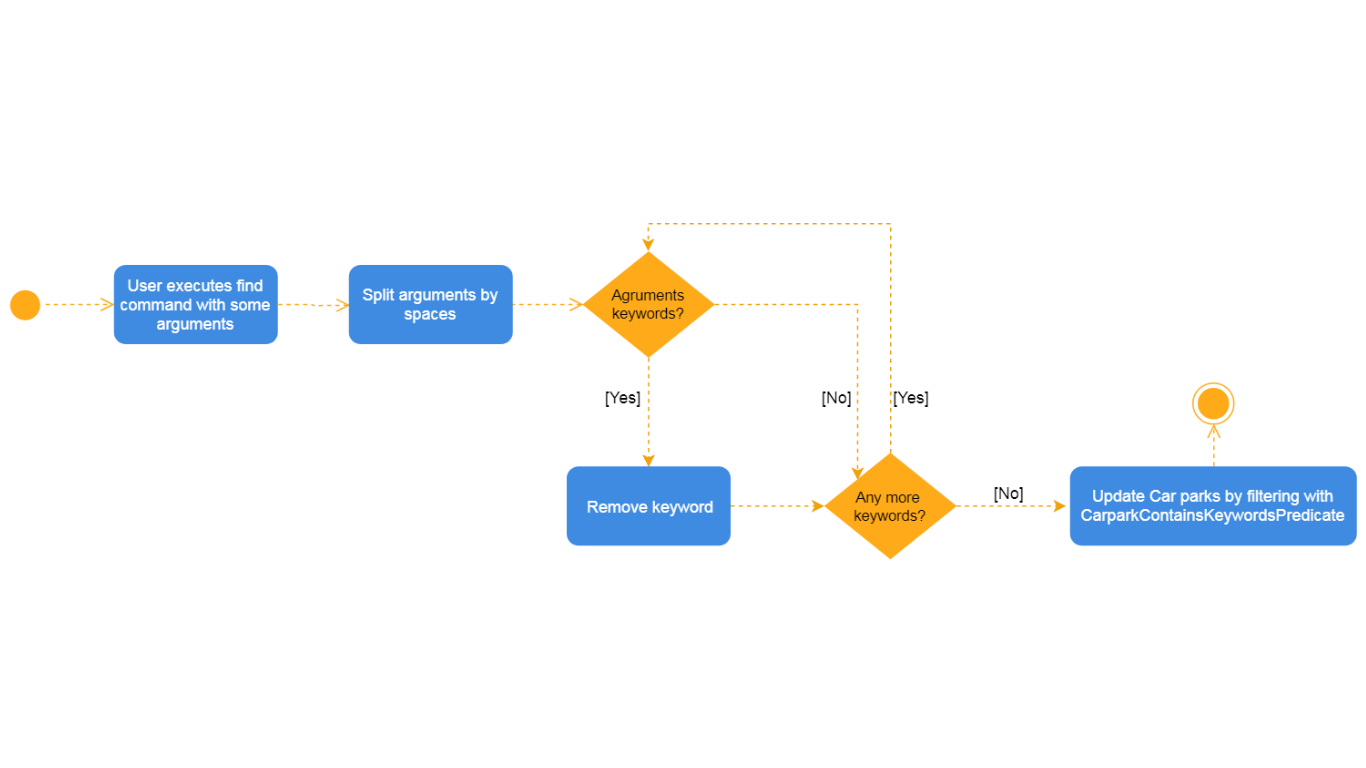 User executes find
command with some
arguments
Split arguments by
spaces
Agruments
keywords?
[Yes]
[No]
[Yes]
Remove keyword
Any more
keywords?
[No]
Update Car parks by filtering with
CarparkContainsKeywordsPredicate